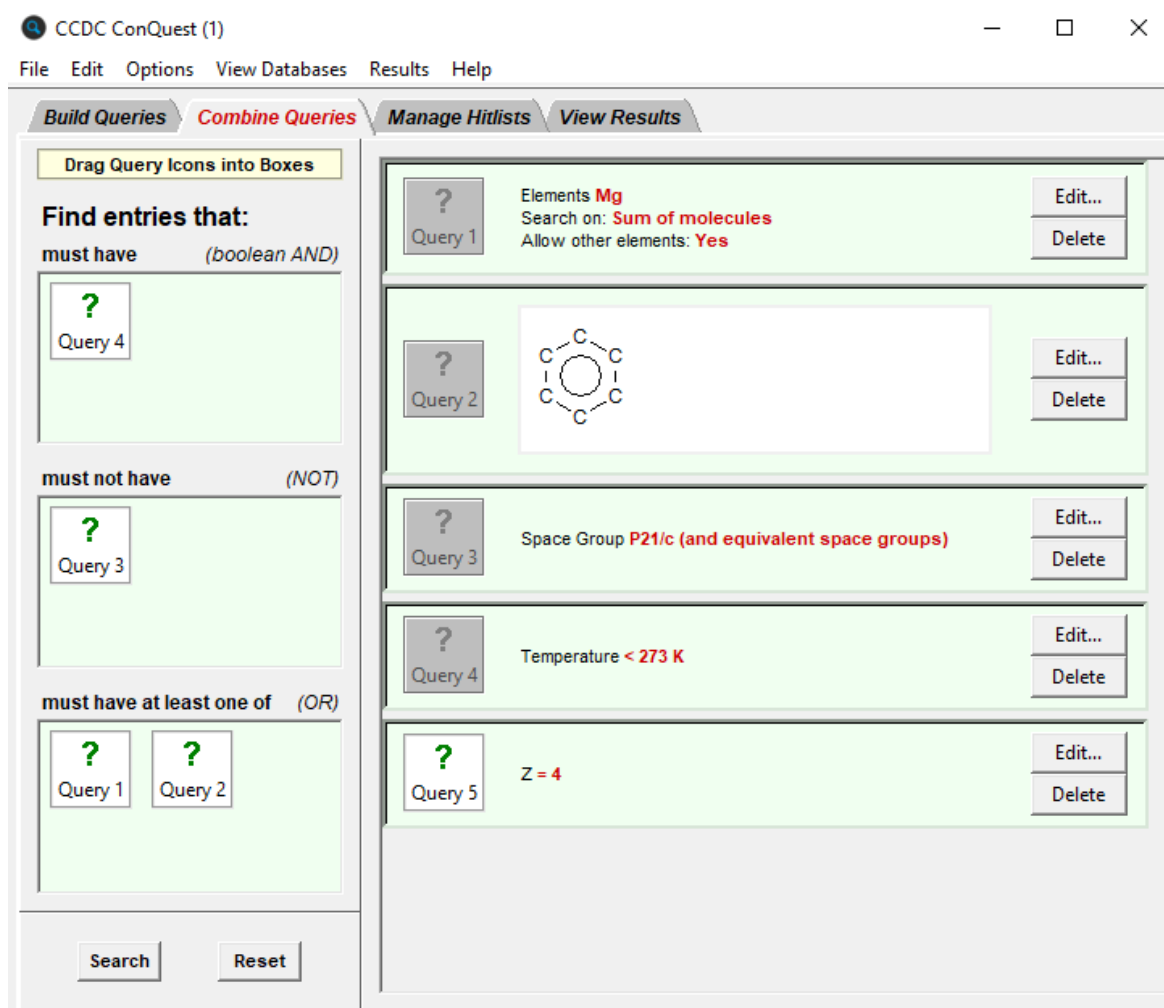 CCDC ConQuest (1)
File Edit Options View Databases Results Help
Build Queries Combine Queries Manage Hitlists View Results
Drag Query Icons into Boxes
Find entries that:
must have (boolean AND)
?
Query 4
must not have (NOT)
?
Query 3
must have at least one of (OR)
? ?
Query 1 Query 2
Search Reset
?
Query 1
Elements Mg
Search on: Sum of molecules
Allow other elements: Yes
Edit...
Delete
?
Query 2
C
C C
C C
C
Edit...
Delete
?
Query 3
Space Group P21/c (and equivalent space groups)
Edit...
Delete
?
Query 4
Temperature < 273 K
Edit...
Delete
?
Query 5
Z = 4
Edit...
Delete